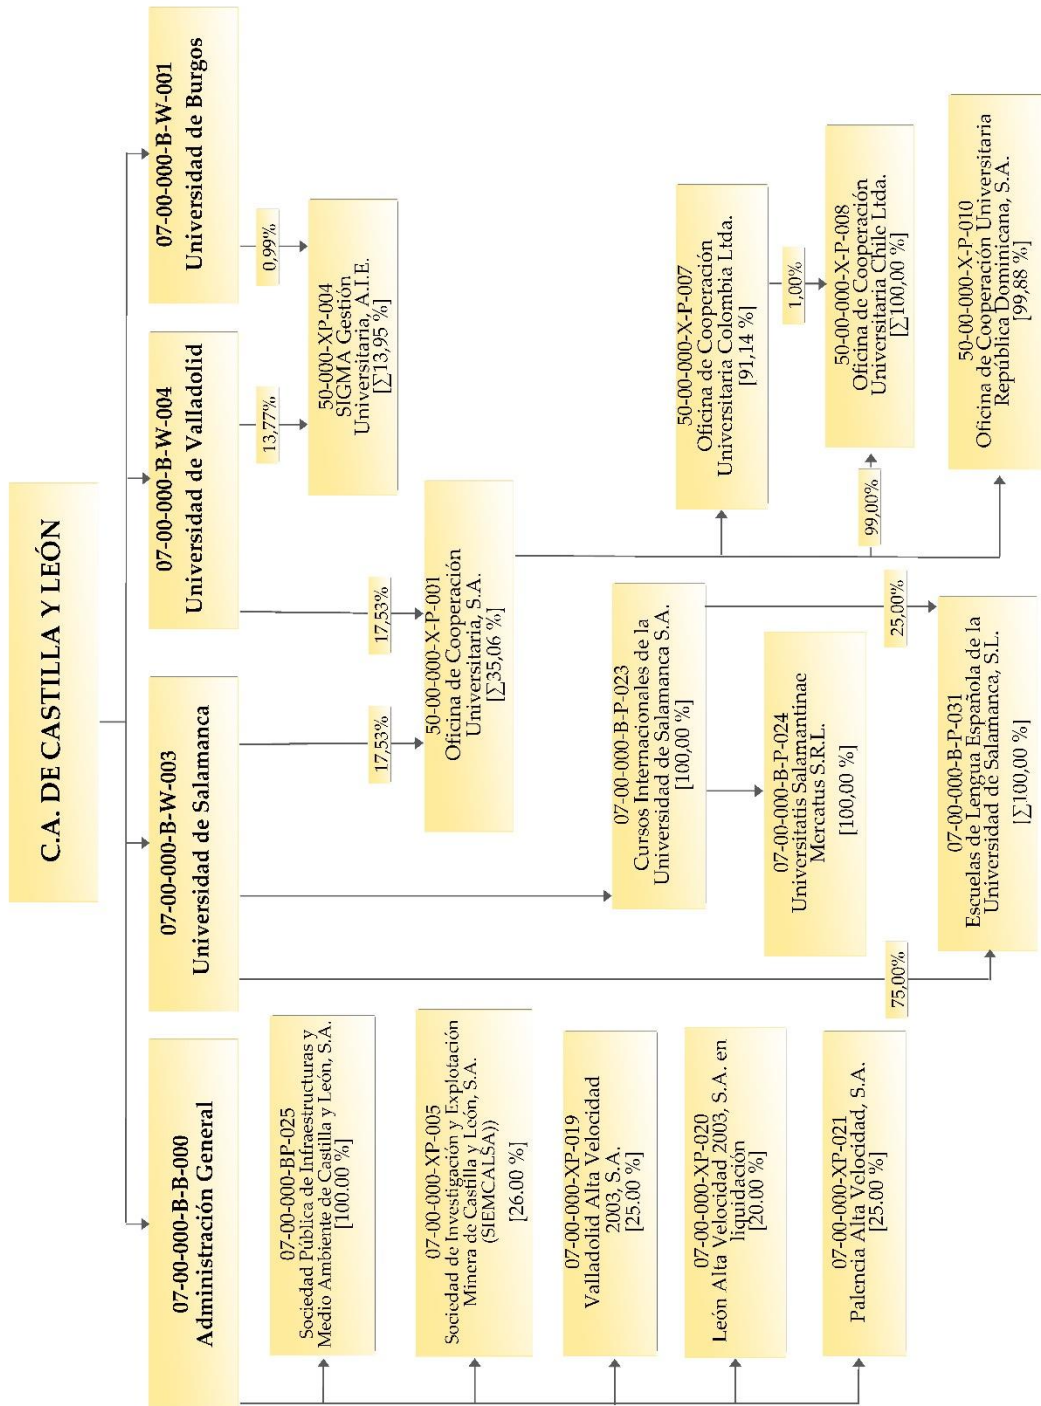 C.A. DE CASTILLA Y LEÓN
07-00-000-B-B-000
Administración General
07-00-000-B-W-003
Universidad de Salamanca
07-00-000-B-W-004
Universidad de Valladolid
07-00-000-B-W-001
Universidad de Burgos
07-00-000-BP-025
Sociedad Pública de Infraestructuras y
Medio Ambiente de Castilla y León, S.A.
[100.00 %]
07-00-000-XP-005
Sociedad de Investigación y Explotación
Minera de Castilla y León, S.A.
(SIEMCALSA))
[26.00 %]
07-00-000-XP-019
Valladolid Alta Velocidad
2003, S.A.
[25.00 %]
07-00-000-XP-020
León Alta Velocidad 2003, S.A. en
liquidación
[20.00 %]
07-00-000-XP-021
Palencia Alta Velocidad, S.A.
[25.00 %]
17,53%
17,53%
13,77%
0,99%
50-00-000-X-P-001
Oficina de Cooperación
Universitaria, S.A.
[∑35,06 %]
50-000-XP-004
SIGMA Gestión
Universitaria, A.I.E.
[∑13,95 %]
07-00-000-B-P-023
Cursos Internacionales de la
Universidad de Salamanca S.A.
[100,00 %]
07-00-000-B-P-024
Universitatis Salamantinae
Mercatus S.R.L.
[100,00 %]
75,00%
25,00%
07-00-000-B-P-031
Escuelas de Lengua Española de la
Universidad de Salamanca, S.L.
[∑100,00 %]
50-00-000-X-P-007
Oficina de Cooperación
Universitaria Colombia Ltda.
[91,14 %]
1,00%
99,00%
50-00-000-X-P-008
Oficina de Cooperación
Universitaria Chile Ltda.
[∑100,00 %]
50-00-000-X-P-010
Oficina de Cooperación Universitaria
República Dominicana, S.A.
[99,88 %]